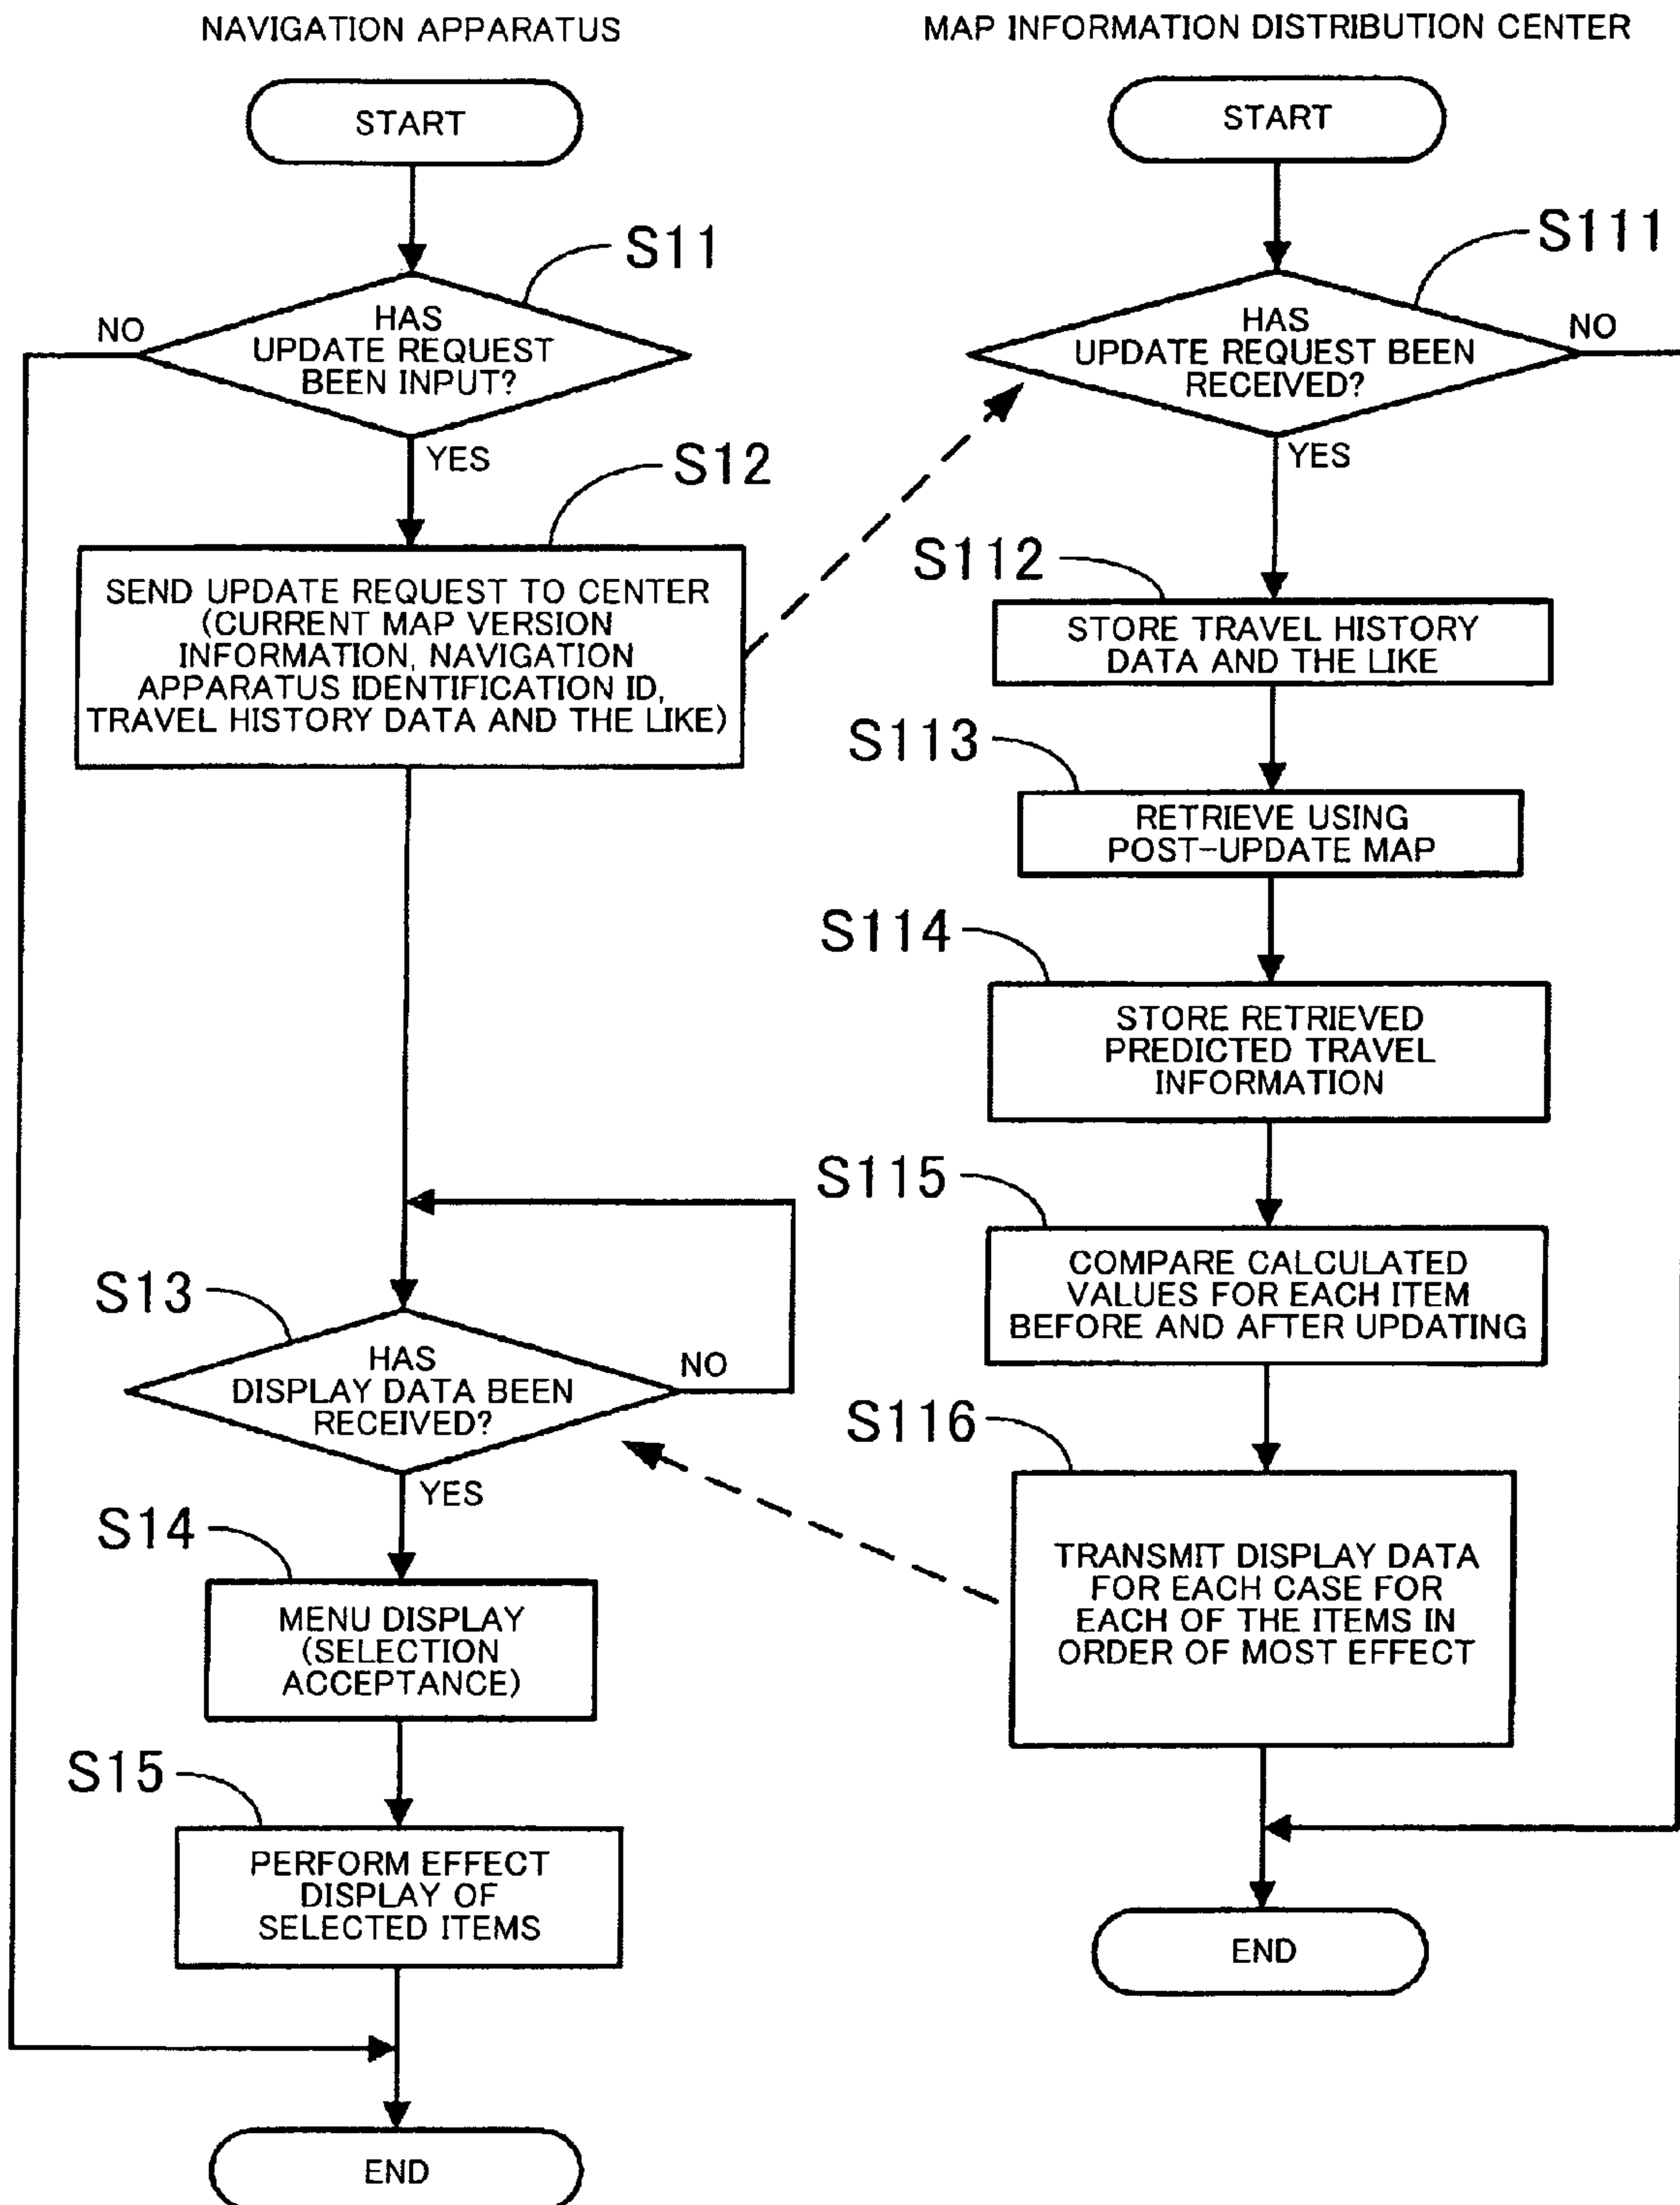 NAVIGATION APPARATUS
START
S11
HAS
UPDATE REQUEST
BEEN INPUT?
NO
YES
S12
SEND UPDATE REQUEST TO CENTER
(CURRENT MAP VERSION
INFORMATION, NAVIGATION
APPARATUS IDENTIFICATION ID,
TRAVEL HISTORY DATA AND THE LIKE)
S13
HAS
DISPLAY DATA BEEN
RECEIVED?
NO
YES
S14
MENU DISPLAY
(SELECTION
ACCEPTANCE)
S15
PERFORM EFFECT
DISPLAY OF
SELECTED ITEMS
END
MAP INFORMATION DISTRIBUTION CENTER
START
S111
HAS
UPDATE REQUEST BEEN
RECEIVED?
NO
YES
S112
STORE TRAVEL HISTORY
DATA AND THE LIKE
S113
RETRIEVE USING
POST-UPDATE MAP
S114
STORE RETRIEVED
PREDICTED TRAVEL
INFORMATION
S115
COMPARE CALCULATED
VALUES FOR EACH ITEM
BEFORE AND AFTER UPDATING
S116
TRANSMIT DISPLAY DATA
FOR EACH CASE FOR
EACH OF THE ITEMS IN
ORDER OF MOST EFFECT
END